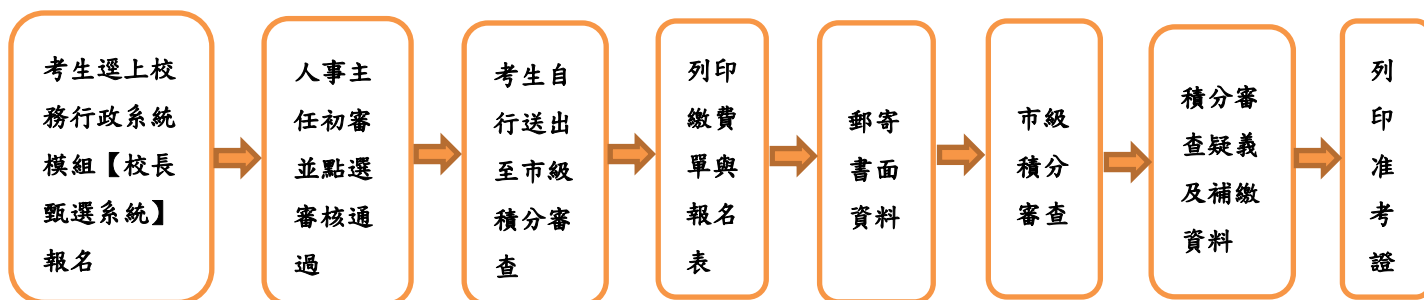 考生逕上校
務行政系統
模組【校長
甄選系統】
報名
人事主
任初審
並點選
審核通
過
考生自
行送出
至市級
積分審
查
列印
繳費
單與
報名
表
郵寄
書面
資料
市級
積分
審查
積分審
查疑義
及補繳
資料
列
印
准
考
證